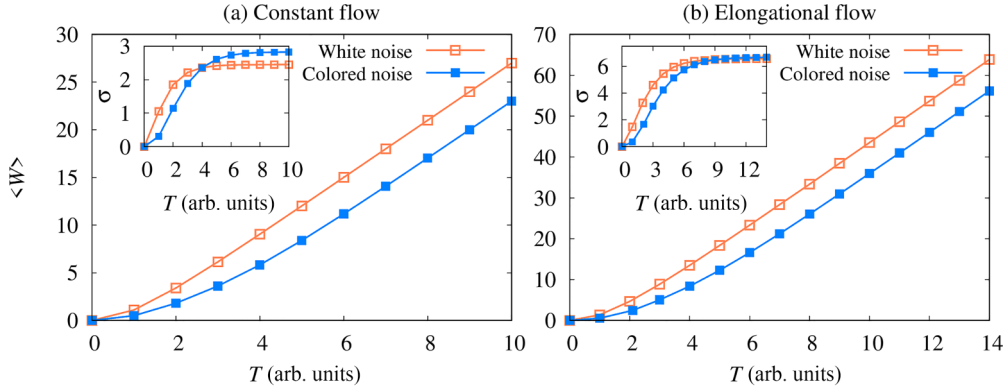 (a) Constant flow
(b) Elongational flow
30
25
20
15
10
5
0
<W>
0 2 4 6 8 10
T (arb. units)
White noise
Colored noise
3
2
1
0
σ
0 2 4 6 8 10
T (arb. units)
70
60
50
40
30
20
10
0
0 2 4 6 8 10 12 14
T (arb. units)
White noise
Colored noise
6
4
2
0
σ
0 3 6 9 12
T (arb. units)